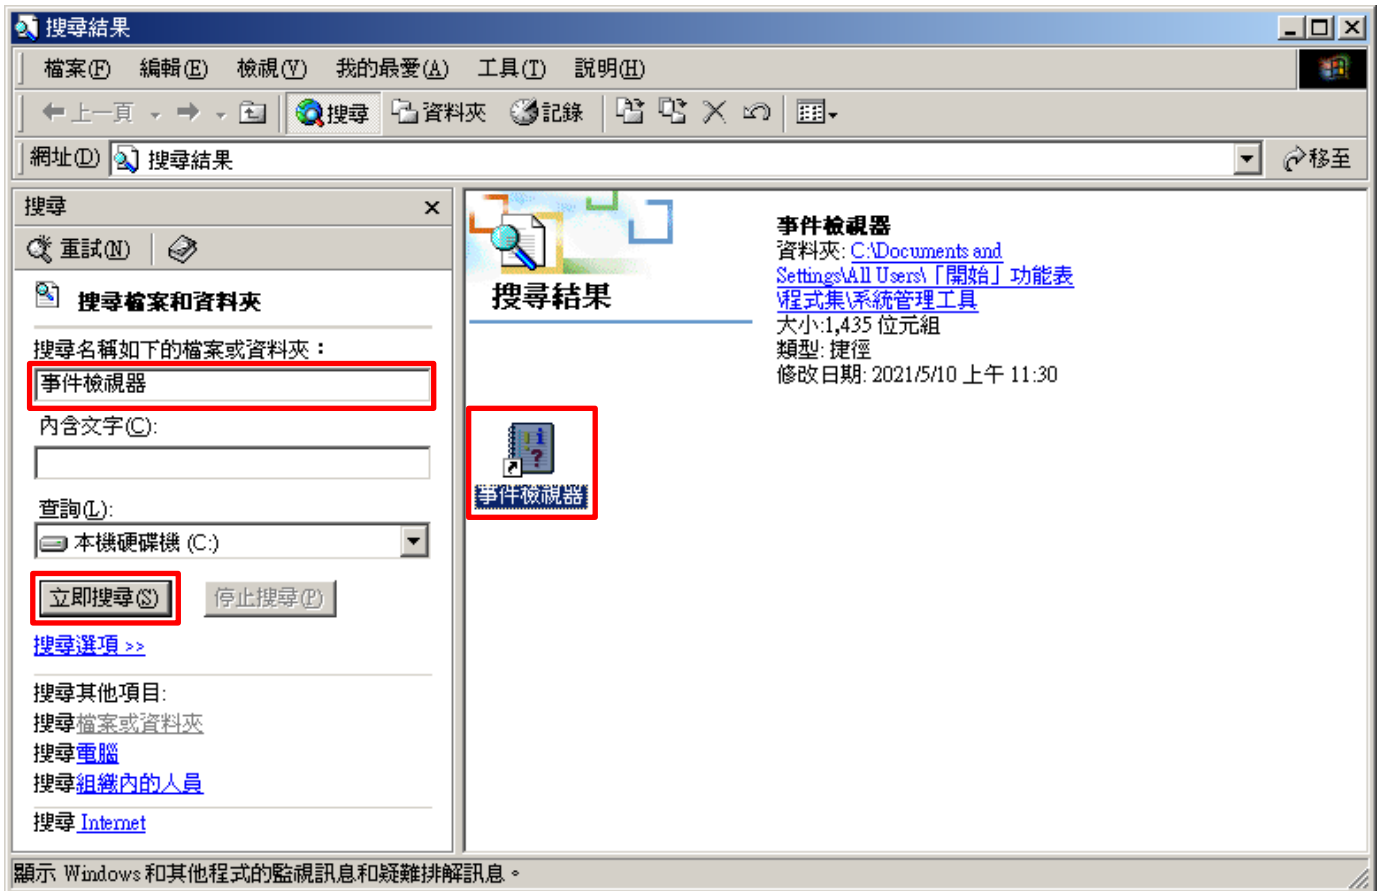 搜尋結果
檔案(F) 編輯(E) 檢視(V) 我的最愛(A) 工具(T) 說明(H)
上一頁 搜尋 資料夾 記錄
網址(D) 搜尋結果 移至
搜尋
重試(N)
搜尋檔案和資料夾
搜尋名稱如下的檔案或資料夾：
事件檢視器
內含文字(C):
查詢(L):
本機硬碟機 (C:)
立即搜尋(S) 停止搜尋(P)
搜尋選項 >>
搜尋其他項目:
搜尋檔案或資料夾
搜尋電腦
搜尋組織內的人員
搜尋 Internet
搜尋結果
事件檢視器
資料夾: C:\Documents and
Settings\All Users\「開始」功能表
\程式集\系統管理工具
大小:1,435 位元組
類型: 捷徑
修改日期: 2021/5/10 上午 11:30
事件檢視器
顯示 Windows 和其他程式的監視訊息和疑難排解訊息。